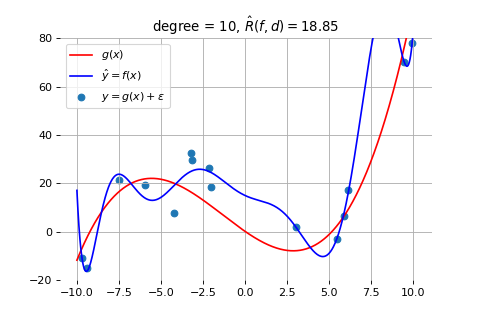 degree = 10, R̂(f, d) = 18.85
g(x)
ŷ = f(x)
y = g(x) + ε
80
60
40
20
0
−20
−10.0 −7.5 −5.0 −2.5 0.0 2.5 5.0 7.5 10.0